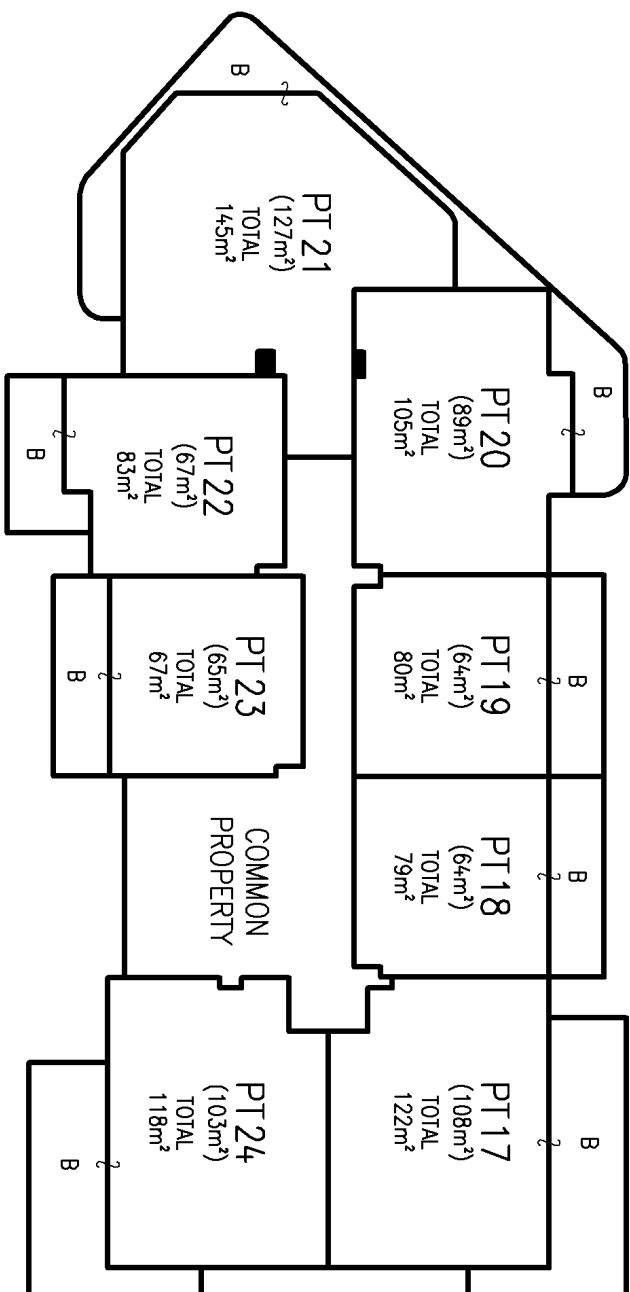 B
B
B
B
PT 20
(89m²)
TOTAL
105m²
PT 19
(64m²)
TOTAL
80m²
PT 18
(64m²)
TOTAL
79m²
PT 17
(108m²)
TOTAL
122m²
B
PT 21
(127m²)
TOTAL
145m²
PT 22
(67m²)
TOTAL
83m²
PT 23
(65m²)
TOTAL
67m²
COMMON
PROPERTY
PT 24
(103m²)
TOTAL
118m²
B
B
B